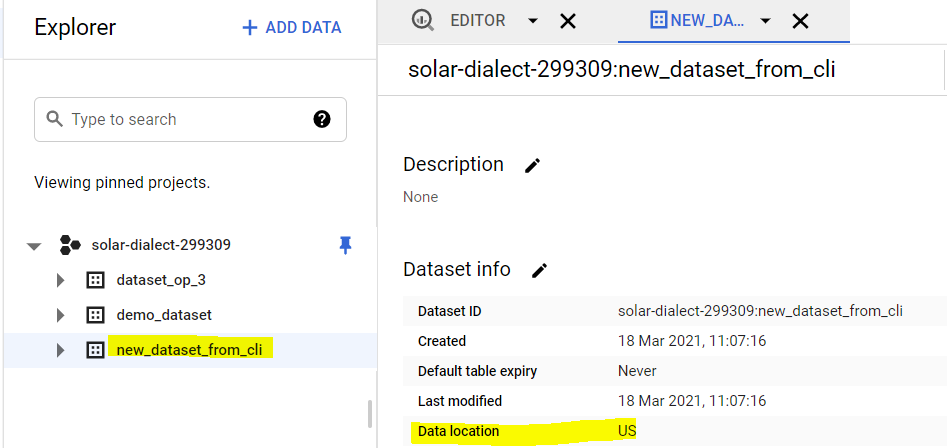 Explorer
+ ADD DATA
Type to search
?
Viewing pinned projects.
solar-dialect-299309
dataset_op_3
demo_dataset
new_dataset_from_cli
EDITOR
NEW_DA...
solar-dialect-299309:new_dataset_from_cli
Description
None
Dataset info
Dataset ID solar-dialect-299309:new_dataset_from_cli
Created 18 Mar 2021, 11:07:16
Default table expiry Never
Last modified 18 Mar 2021, 11:07:16
Data location US